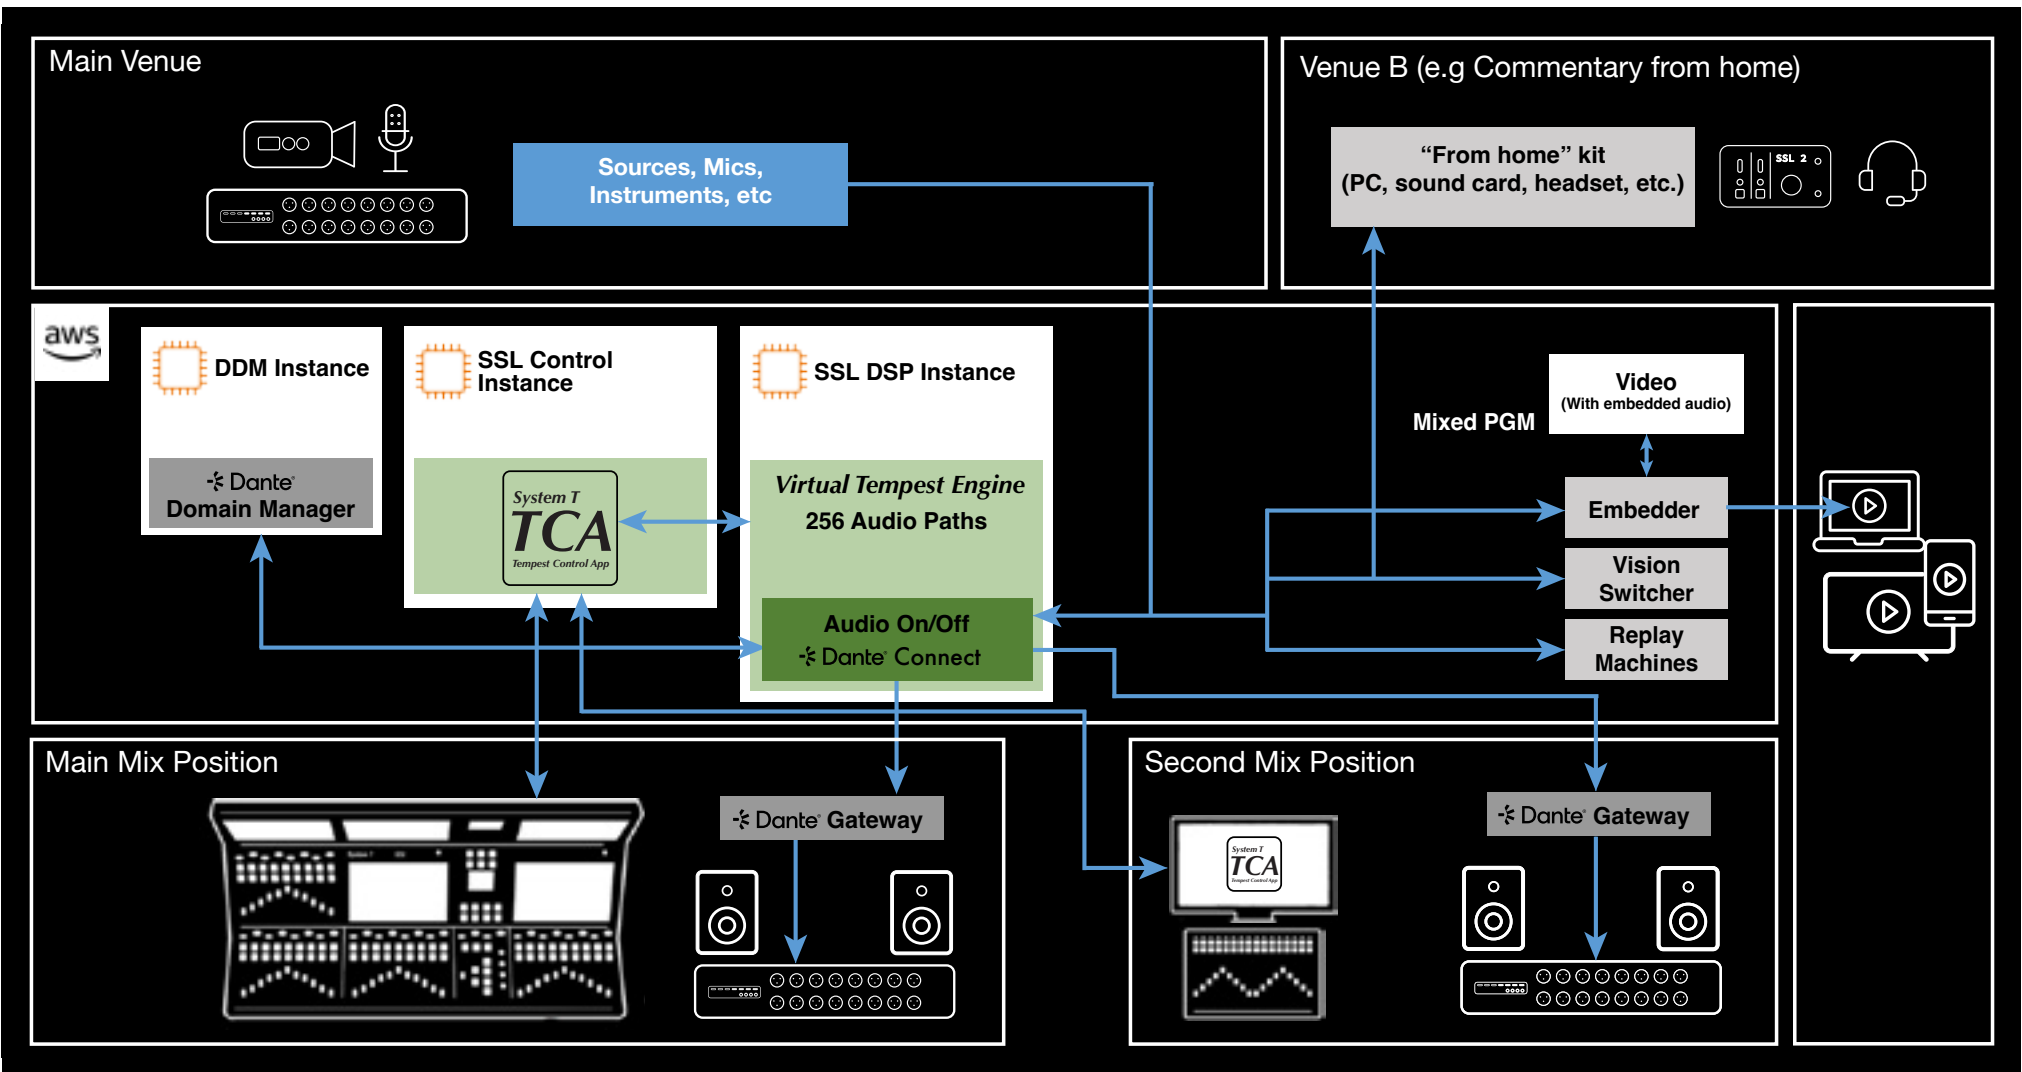 Main Venue
Sources, Mics,
Instruments, etc
Venue B (e.g Commentary from home)
“From home” kit
(PC, sound card, headset, etc.)
SSL 2
aws
DDM Instance
Dante
Domain Manager
SSL Control
Instance
System T
TCA
Tempest Control App
SSL DSP Instance
Virtual Tempest Engine
256 Audio Paths
Audio On/Off
Dante Connect
Mixed PGM
Video
(With embedded audio)
Embedder
Vision
Switcher
Replay
Machines
Main Mix Position
Dante Gateway
Second Mix Position
System T
TCA
Tempest Control App
Dante Gateway